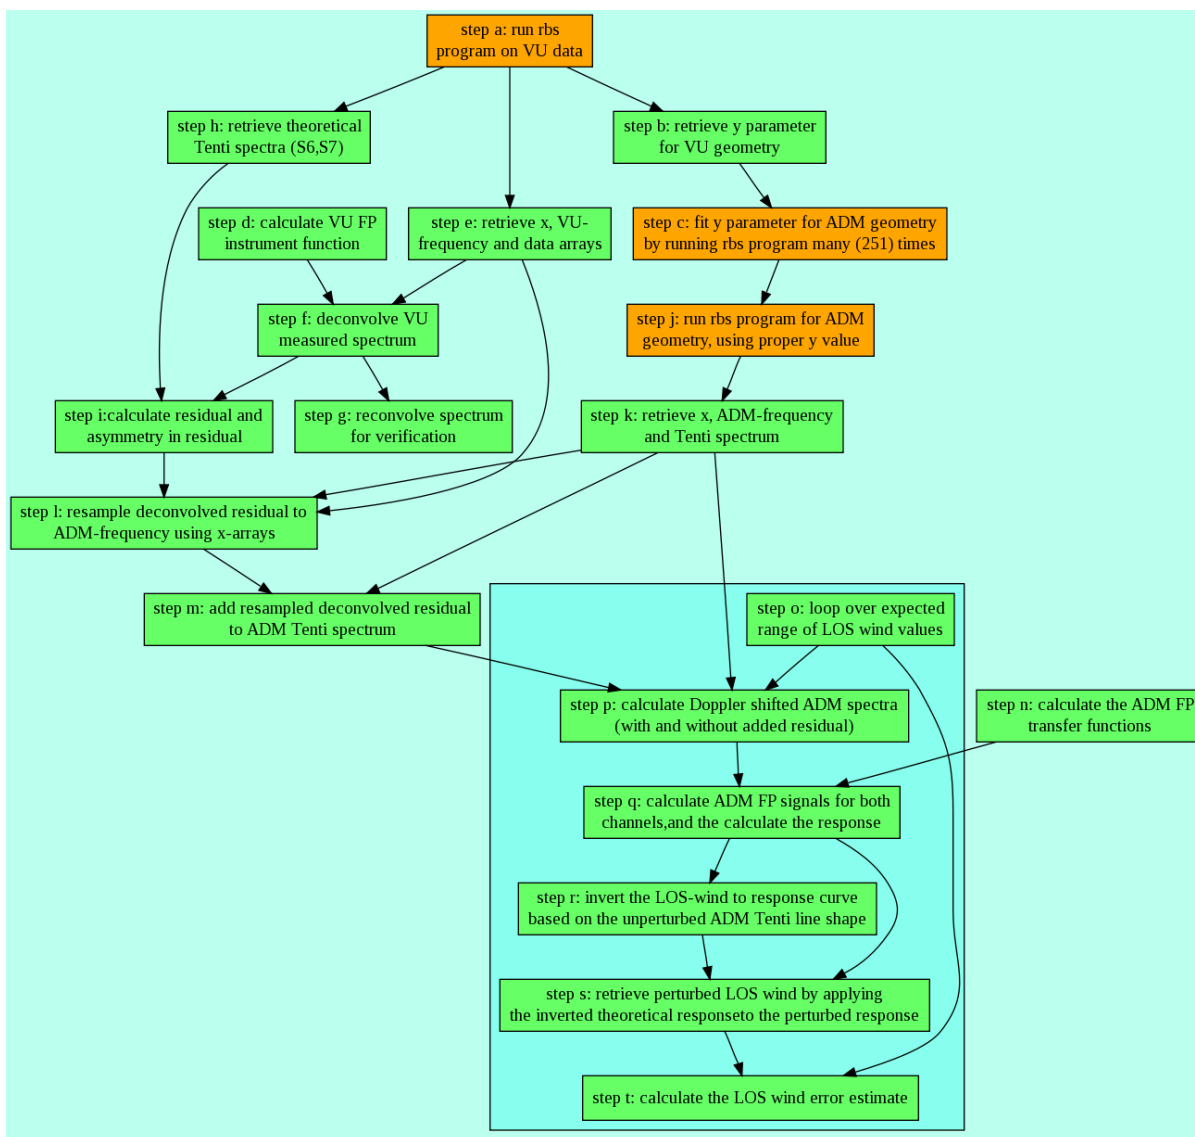 step a: run rbs
program on VU data
step h: retrieve theoretical
Tenti spectra (S6,S7)
step b: retrieve y parameter
for VU geometry
step d: calculate VU FP
instrument function
step e: retrieve x, VU-
frequency and data arrays
step c: fit y parameter for ADM geometry
by running rbs program many (251) times
step f: deconvolve VU
measured spectrum
step j: run rbs program for ADM
geometry, using proper y value
step i:calculate residual and
asymmetry in residual
step g: reconvolve spectrum
for verification
step k: retrieve x, ADM-frequency
and Tenti spectrum
step l: resample deconvolved residual to
ADM-frequency using x-arrays
step m: add resampled deconvolved residual
to ADM Tenti spectrum
step o: loop over expected
range of LOS wind values
step p: calculate Doppler shifted ADM spectra
(with and without added residual)
step n: calculate the ADM FP
transfer functions
step q: calculate ADM FP signals for both
channels,and the calculate the response
step r: invert the LOS-wind to response curve
based on the unperturbed ADM Tenti line shape
step s: retrieve perturbed LOS wind by applying
the inverted theoretical responseto the perturbed response
step t: calculate the LOS wind error estimate